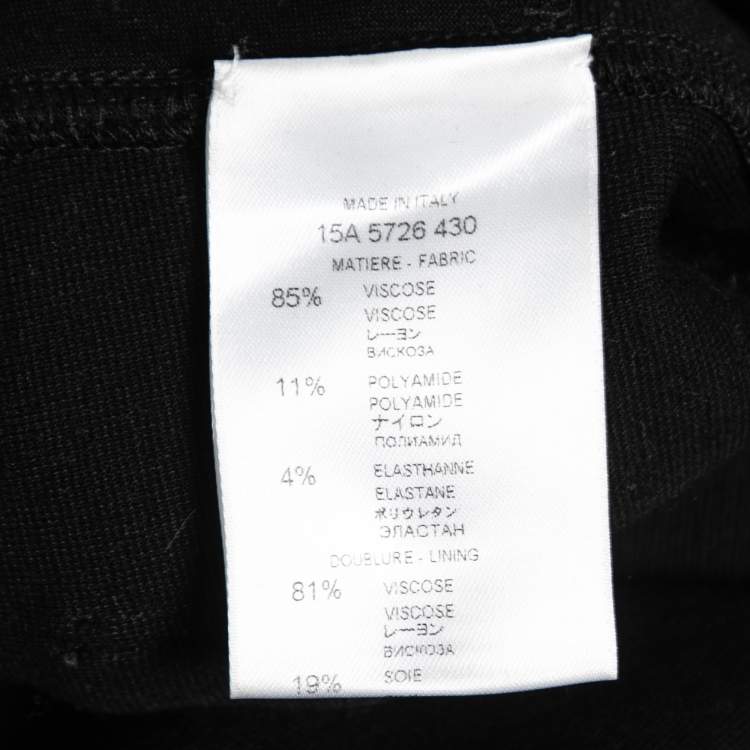 MADE IN ITALY
15A 5726 430
MATIERE - FABRIC
85% VISCOSE
VISCOSE
レーヨン
ВИСКОЗА
11% POLYAMIDE
POLYAMIDE
ナイロン
ПОЛИАМИД
4% ELASTHANNE
ELASTANE
ポリウレタン
ЭЛАСТАН
DOUBLURE - LINING
81% VISCOSE
VISCOSE
レーヨン
ВИСКОЗА
19% SOIE